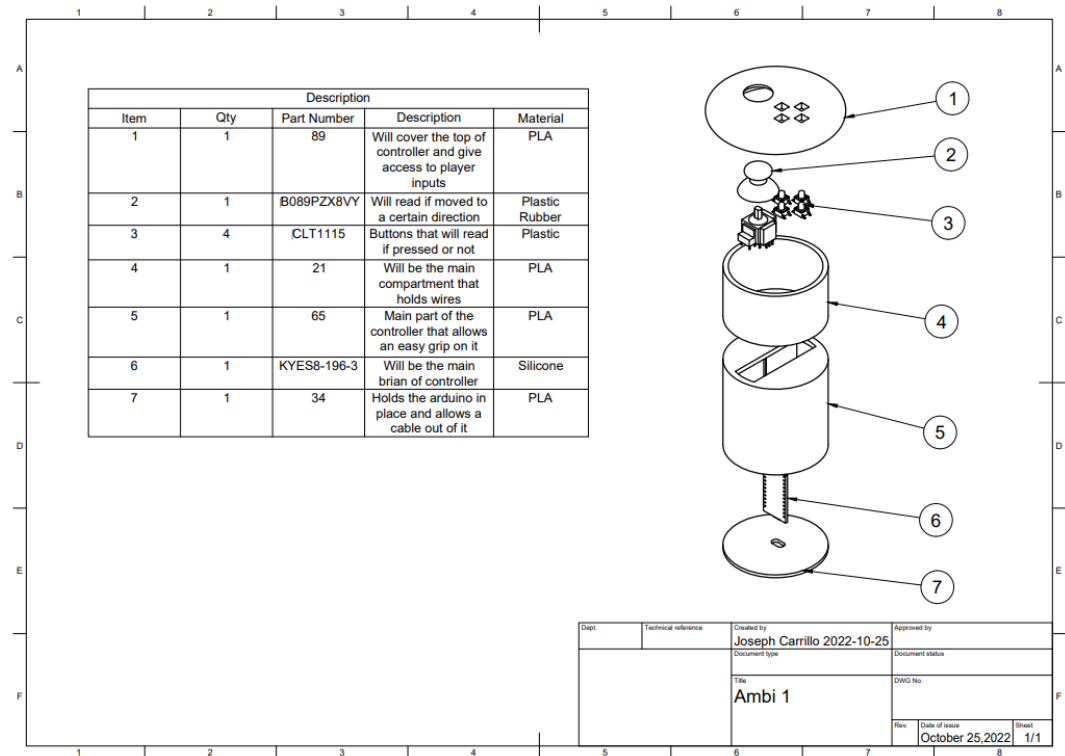 1 2 3 4 5 6 7 8
A A
B B
C C
D D
E E
F F
Description
Item Qty Part Number Description Material
1 1 89 Will cover the top of PLA
controller and give
access to player
inputs
2 1 B089PZX8VY Will read if moved to Plastic
a certain direction Rubber
3 4 CLT1115 Buttons that will read Plastic
if pressed or not
4 1 21 Will be the main PLA
compartment that
holds wires
5 1 65 Main part of the PLA
controller that allows
an easy grip on it
6 1 KYES8-196-3 Will be the main Silicone
brian of controller
7 1 34 Holds the arduino in PLA
place and allows a
cable out of it
1
2
3
4
5
6
7
Dept. Technical reference Created by Approved by
Joseph Carrillo 2022-10-25
Document type Document status
Title DWG No.
Ambi 1
Rev. Date of issue Sheet
October 25,2022 1/1
1 2 3 4 5 6 7 8